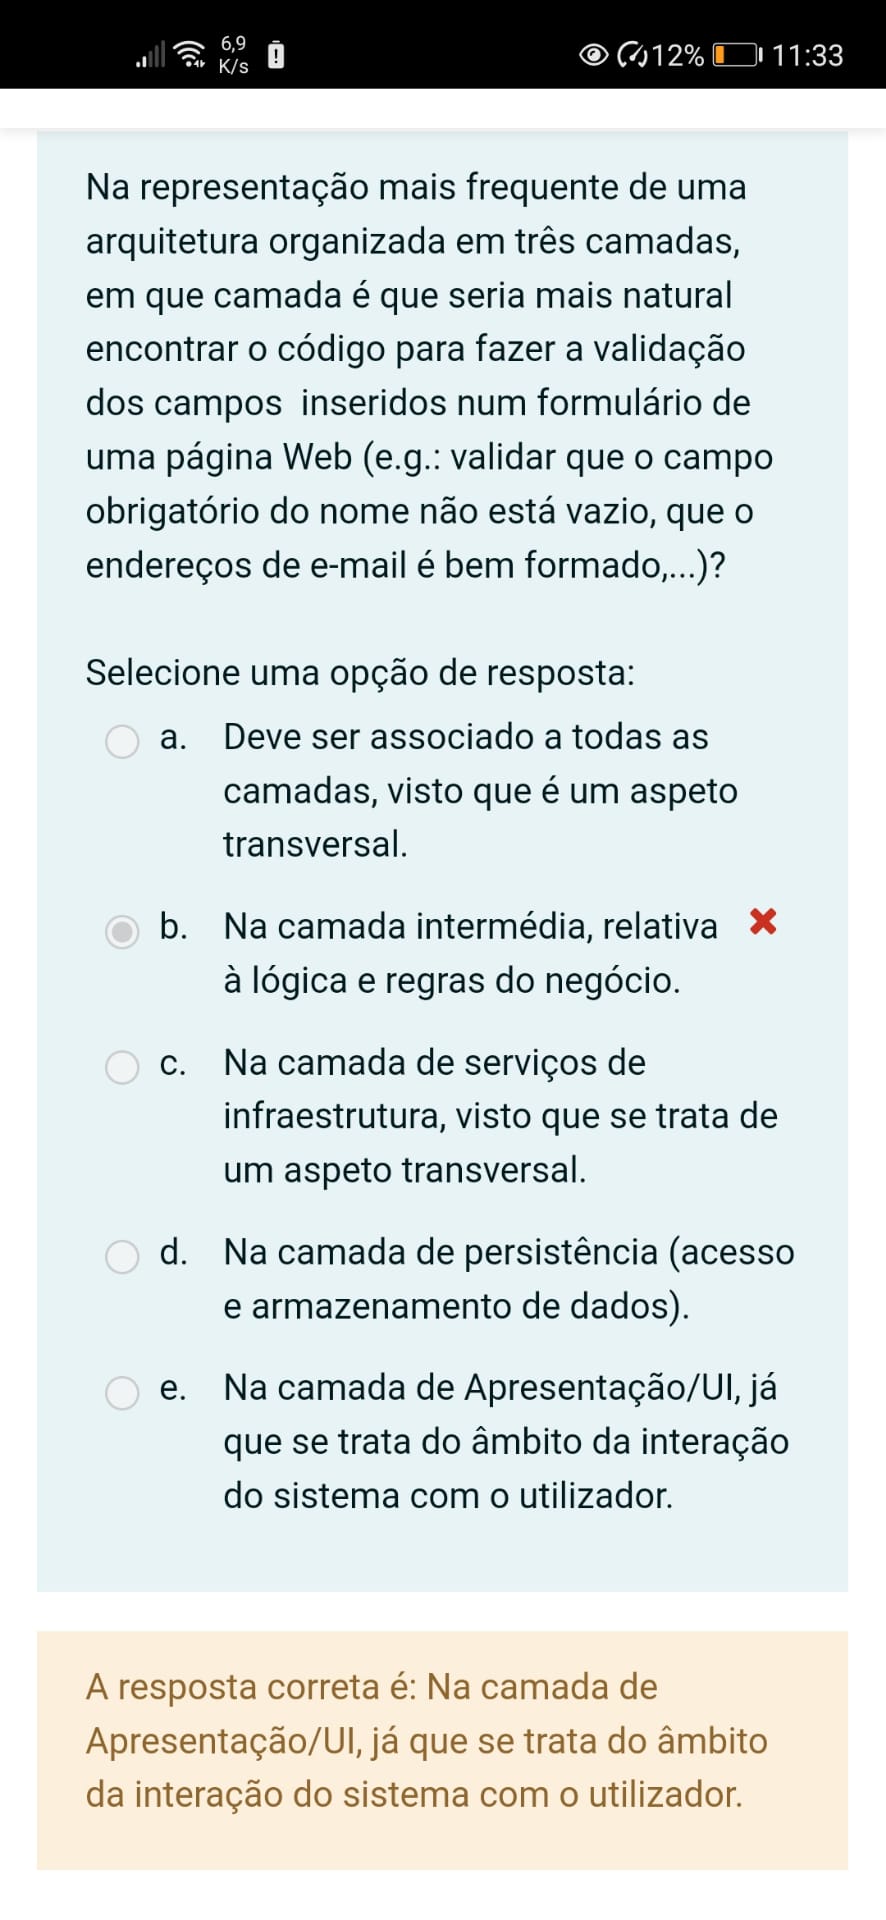 6,9
K/s
12%
11:33
Na representação mais frequente de uma
arquitetura organizada em três camadas,
em que camada é que seria mais natural
encontrar o código para fazer a validação
dos campos  inseridos num formulário de
uma página Web (e.g.: validar que o campo
obrigatório do nome não está vazio, que o
endereços de e-mail é bem formado,...)?
Selecione uma opção de resposta:
a. Deve ser associado a todas as
camadas, visto que é um aspeto
transversal.
b. Na camada intermédia, relativa
à lógica e regras do negócio.
c. Na camada de serviços de
infraestrutura, visto que se trata de
um aspeto transversal.
d. Na camada de persistência (acesso
e armazenamento de dados).
e. Na camada de Apresentação/UI, já
que se trata do âmbito da interação
do sistema com o utilizador.
A resposta correta é: Na camada de
Apresentação/UI, já que se trata do âmbito
da interação do sistema com o utilizador.